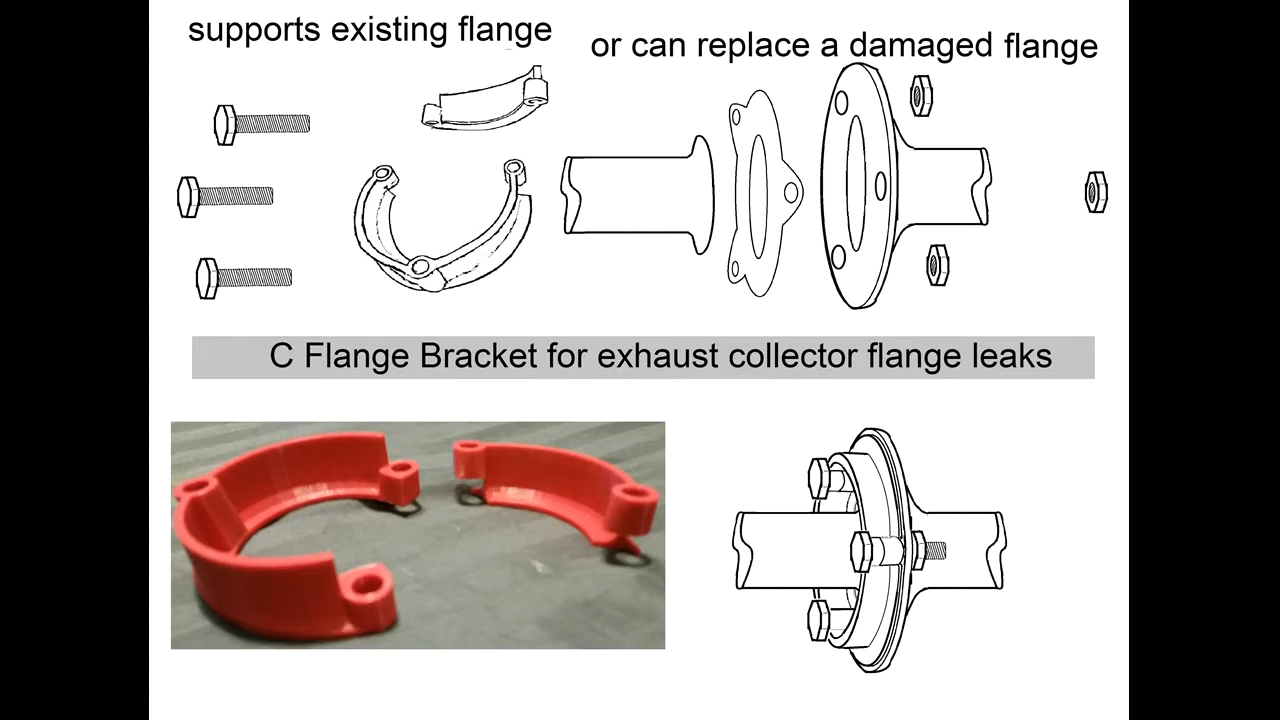 supports existing flange
or can replace a damaged flange
C Flange Bracket for exhaust collector flange leaks